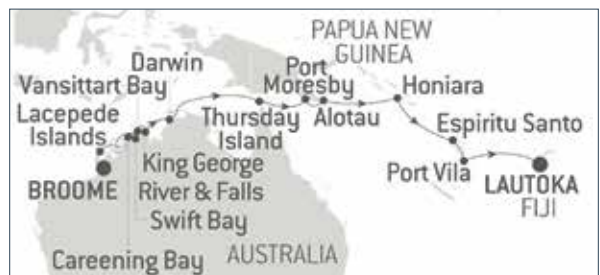 PAPUA NEW
GUINEA
Darwin
Port
Moresby
Honiara
Vansittart Bay
Lacepede
Islands
Thursday
Island
Alotau
Espiritu Santo
King George
River & Falls
Port Vila
BROOME
LAUTOKA
FIJI
Swift Bay
AUSTRALIA
Careening Bay